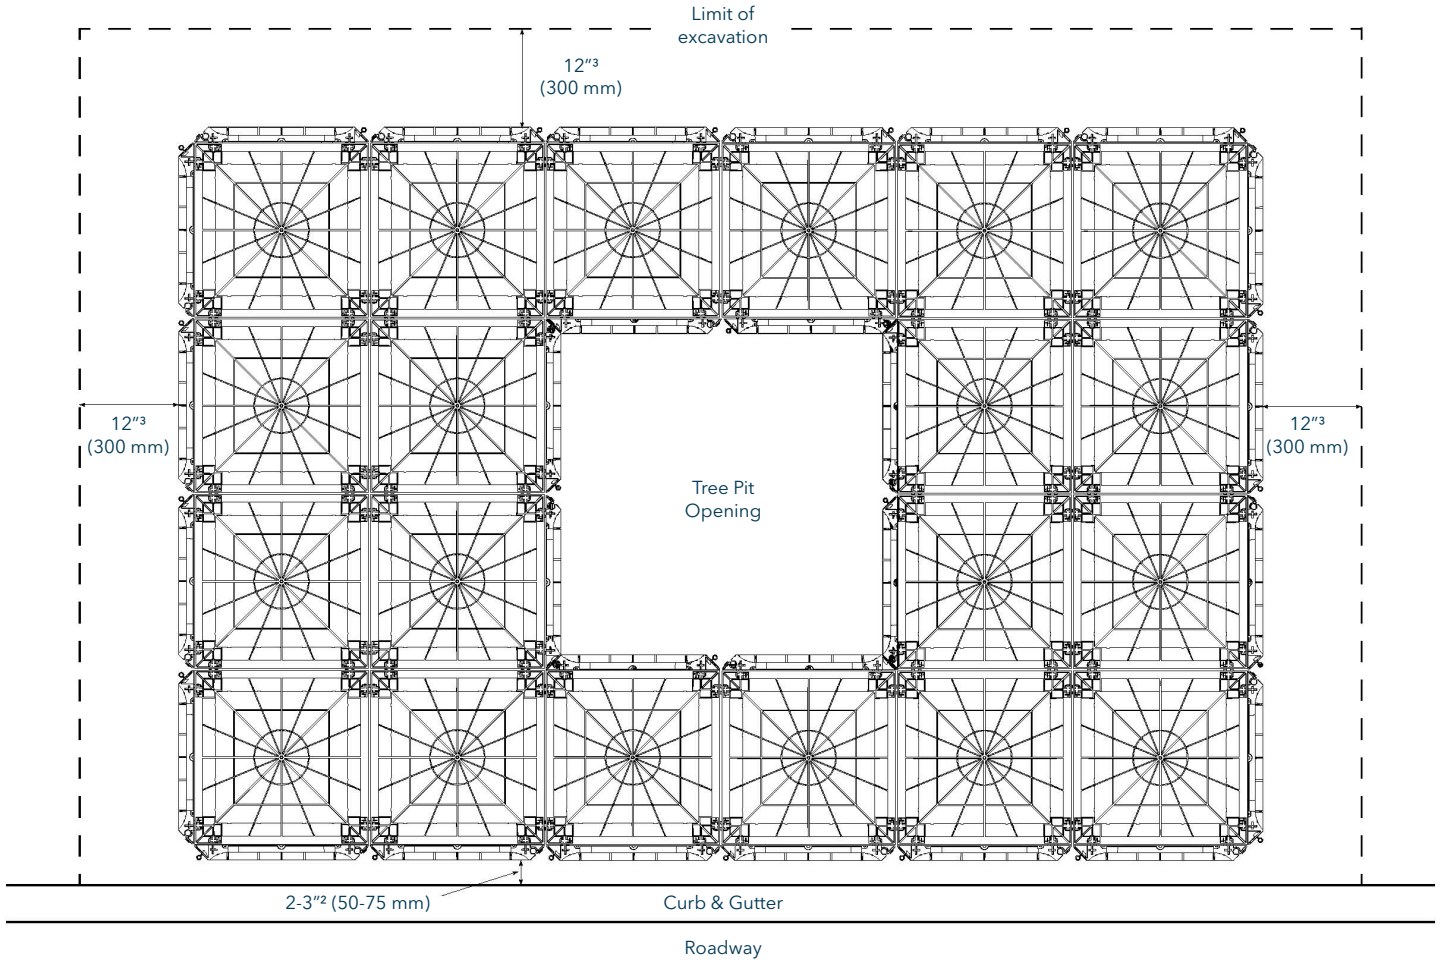 Limit of
excavation
12”³
(300 mm)
12”³
(300 mm)
12”³
(300 mm)
Tree Pit
Opening
2-3”² (50-75 mm)
Curb & Gutter
Roadway